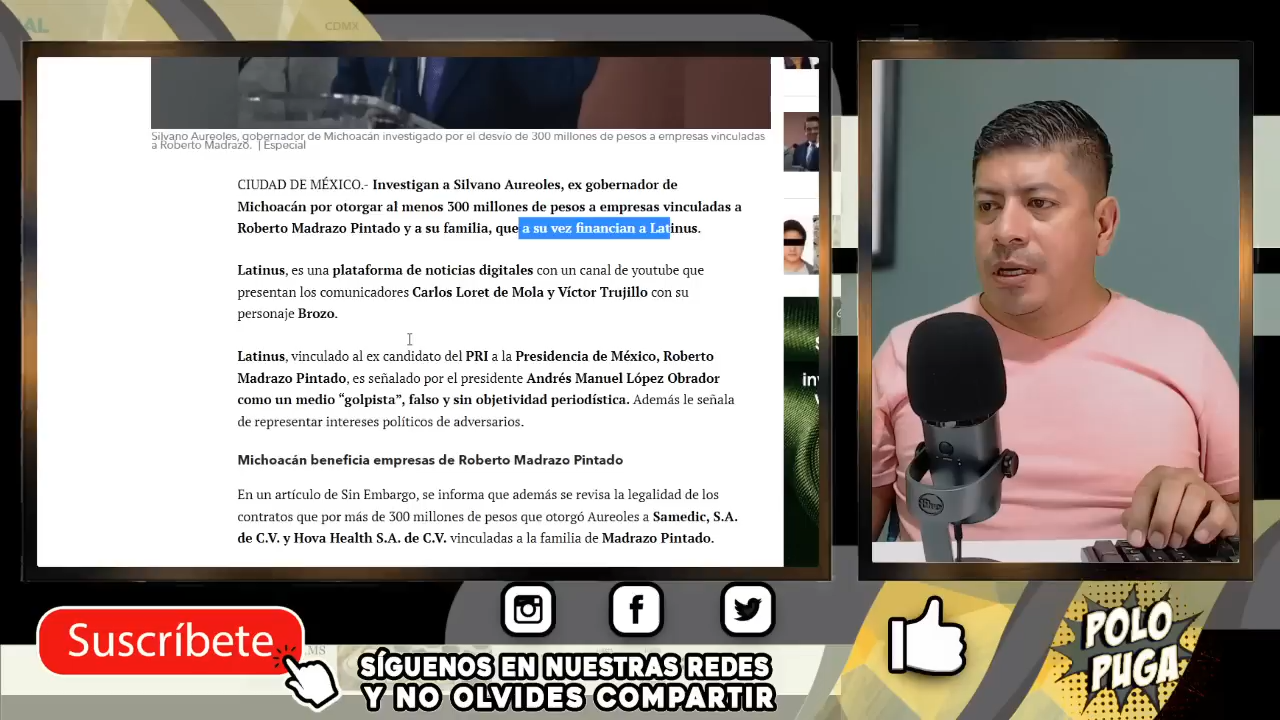 CDMX
Silvano Aureoles, gobernador de Michoacán investigado por el desvío de 300 millones de pesos a empresas vinculadas
a Roberto Madrazo. | Especial
CIUDAD DE MÉXICO.- Investigan a Silvano Aureoles, ex gobernador de
Michoacán por otorgar al menos 300 millones de pesos a empresas vinculadas a
Roberto Madrazo Pintado y a su familia, que a su vez financian a Latinus.
Latinus, es una plataforma de noticias digitales con un canal de youtube que
presentan los comunicadores Carlos Loret de Mola y Víctor Trujillo con su
personaje Brozo.
Latinus, vinculado al ex candidato del PRI a la Presidencia de México, Roberto
Madrazo Pintado, es señalado por el presidente Andrés Manuel López Obrador
como un medio “golpista”, falso y sin objetividad periodística. Además le señala
de representar intereses políticos de adversarios.
Michoacán beneficia empresas de Roberto Madrazo Pintado
En un artículo de Sin Embargo, se informa que además se revisa la legalidad de los
contratos que por más de 300 millones de pesos que otorgó Aureoles a Samedic, S.A.
de C.V. y Hova Health S.A. de C.V. vinculadas a la familia de Madrazo Pintado.
Suscríbete
SÍGUENOS EN NUESTRAS REDES
Y NO OLVIDES COMPARTIR
POLO
PUGA